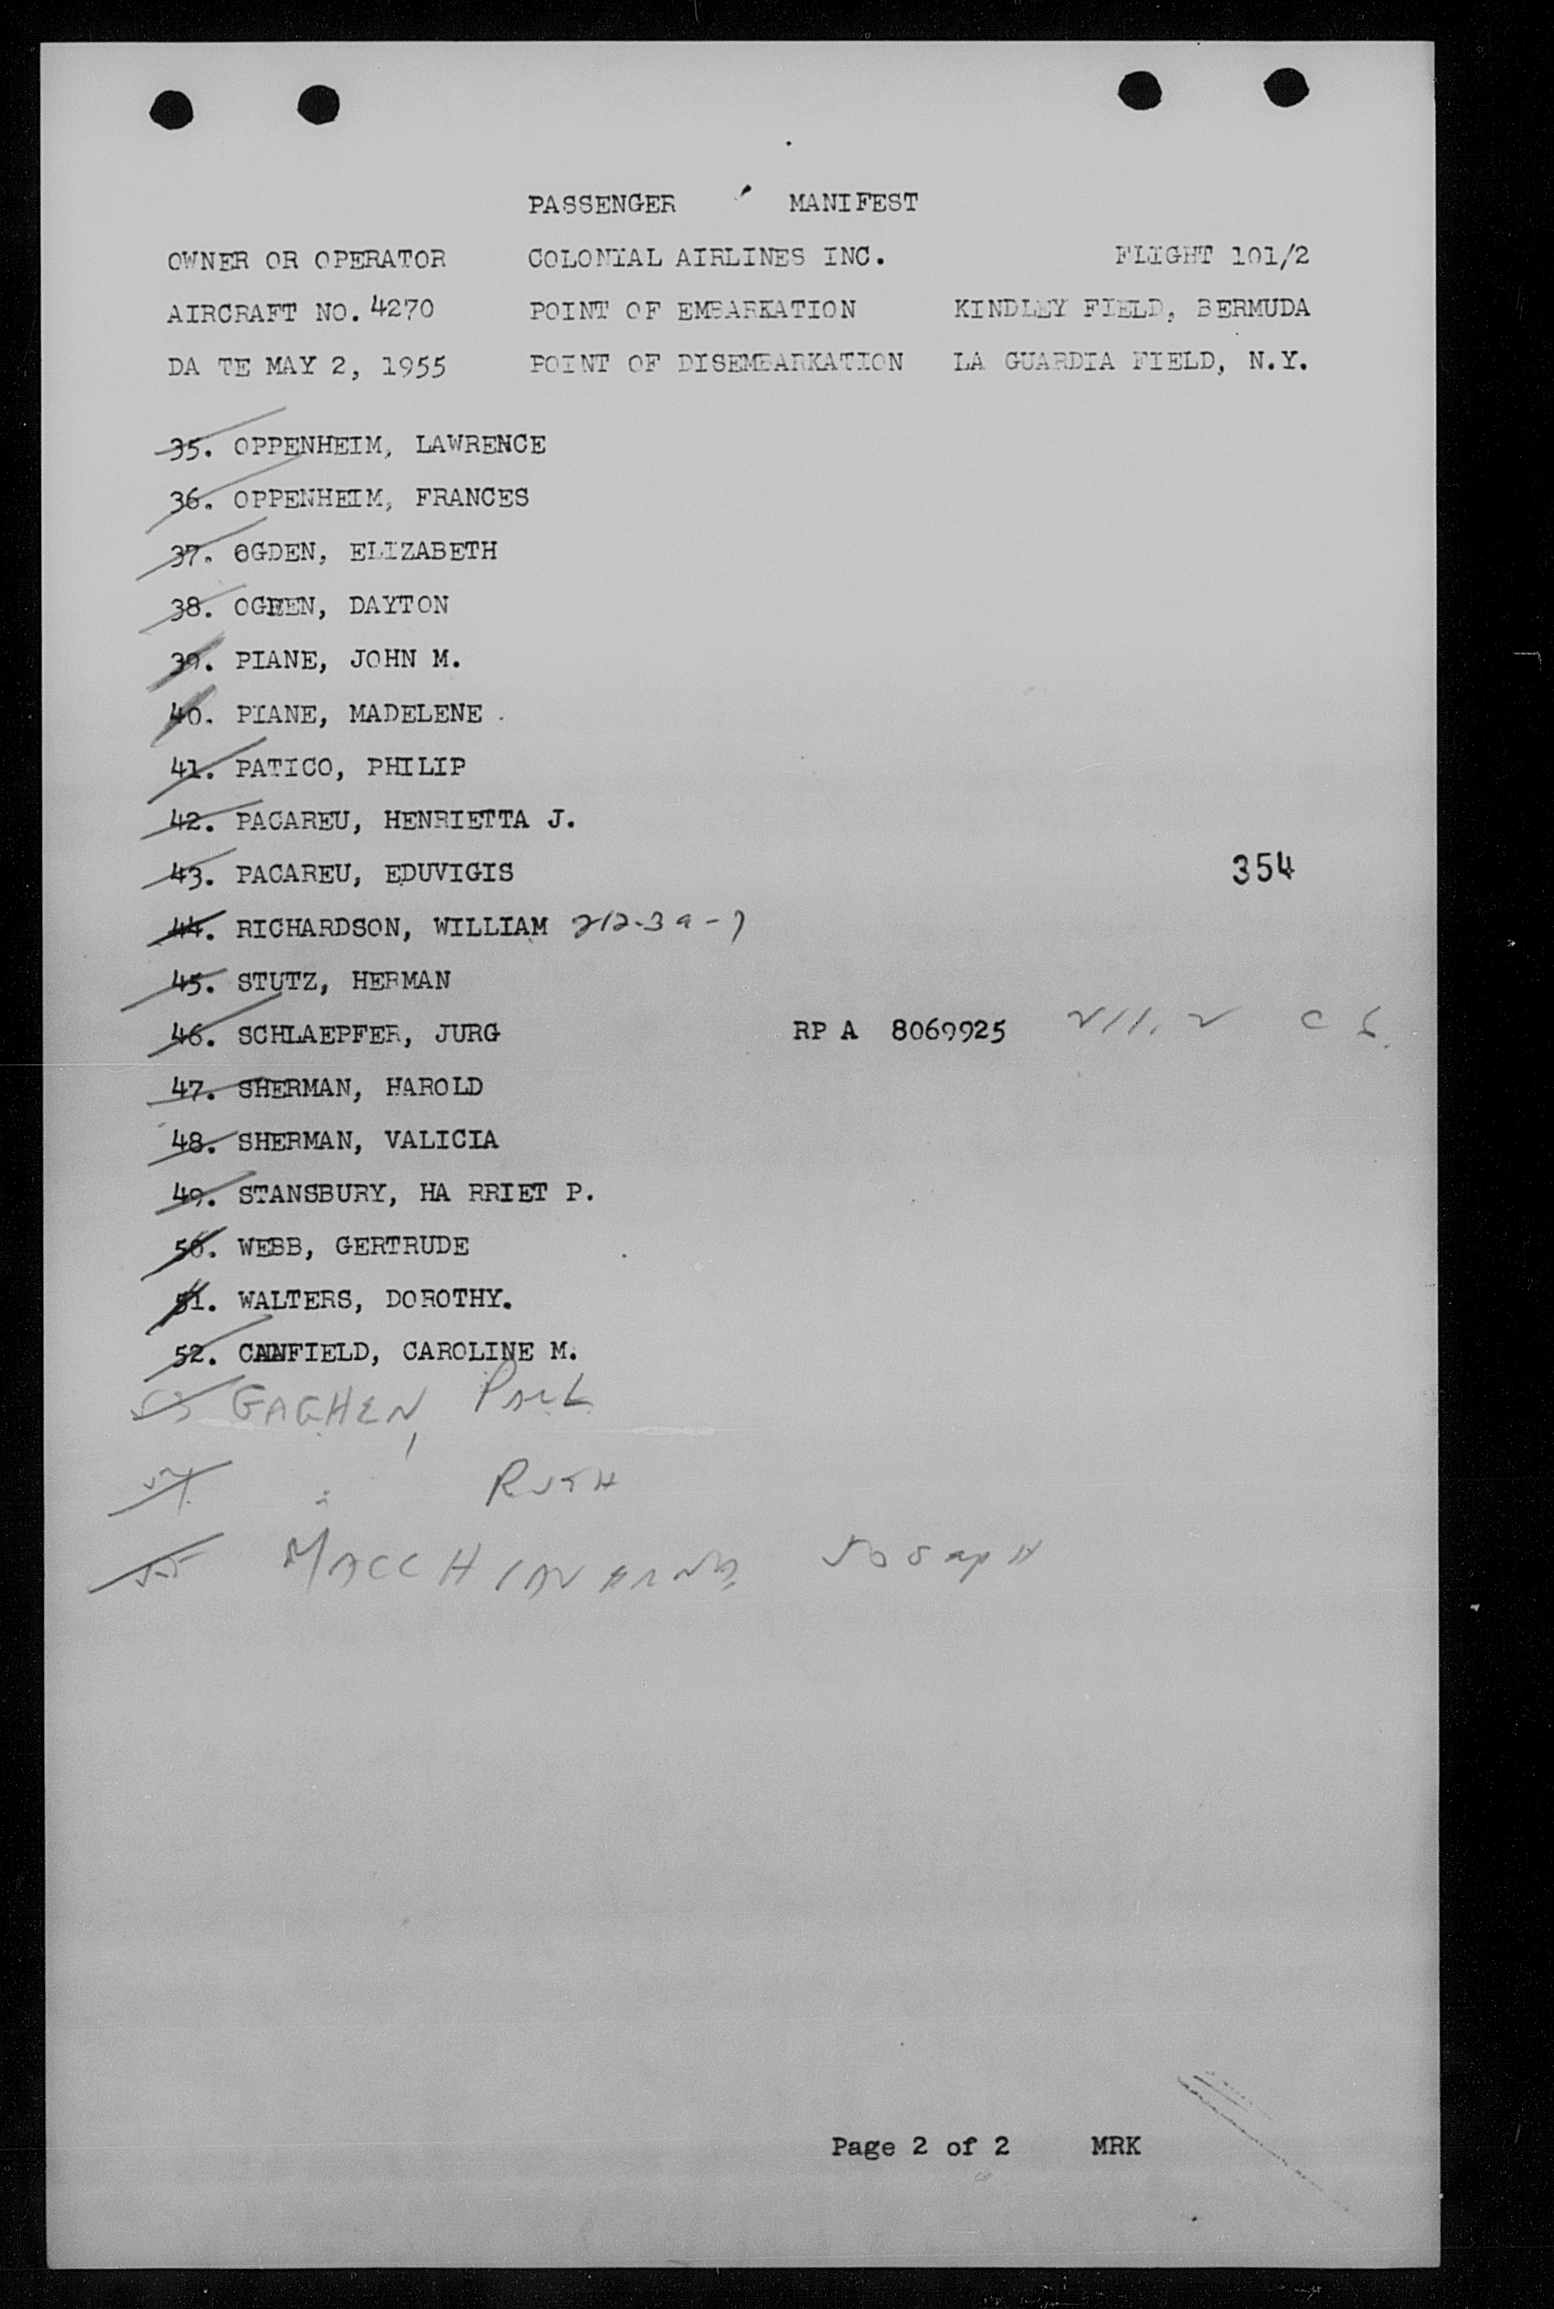 PASSENGER MANIFEST
OWNER OR OPERATOR COLONIAL AIRLINES INC. FLIGHT 101/2
AIRCRAFT NO. 4270 POINT OF EMBARKATION KINDLEY FIELD, BERMUDA
DA TE MAY 2, 1955 POINT OF DISEMBARKATION LA GUARDIA FIELD, N.Y.
35. OPPENHEIM, LAWRENCE
36. OPPENHEIM, FRANCES
37. OGDEN, ELIZABETH
38. OGDEN, DAYTON
39. PIANE, JOHN M.
40. PIANE, MADELENE
41. PATICO, PHILIP
42. PACAREU, HENRIETTA J.
43. PACAREU, EDUVIGIS 354
44. RICHARDSON, WILLIAM 212-3a-7
45. STUTZ, HERMAN
46. SCHLAEPFER, JURG RP A 8069925 211.2
47. SHERMAN, HAROLD
48. SHERMAN, VALICIA
49. STANSBURY, HA RRIET P.
50. WEBB, GERTRUDE
51. WALTERS, DOROTHY.
52. CANFIELD, CAROLINE M.
53 GAGHEN, PAUL
54 " RUTH
55 JOSEPH
Page 2 of 2 MRK